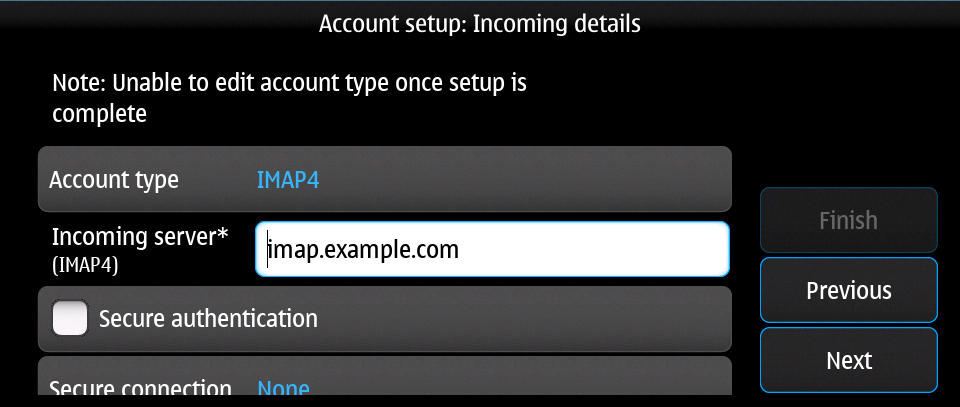 Account setup: Incoming details
Note: Unable to edit account type once setup is
complete
Account type IMAP4
Incoming server* imap.example.com
(IMAP4)
Secure authentication
Secure connection None
Finish
Previous
Next